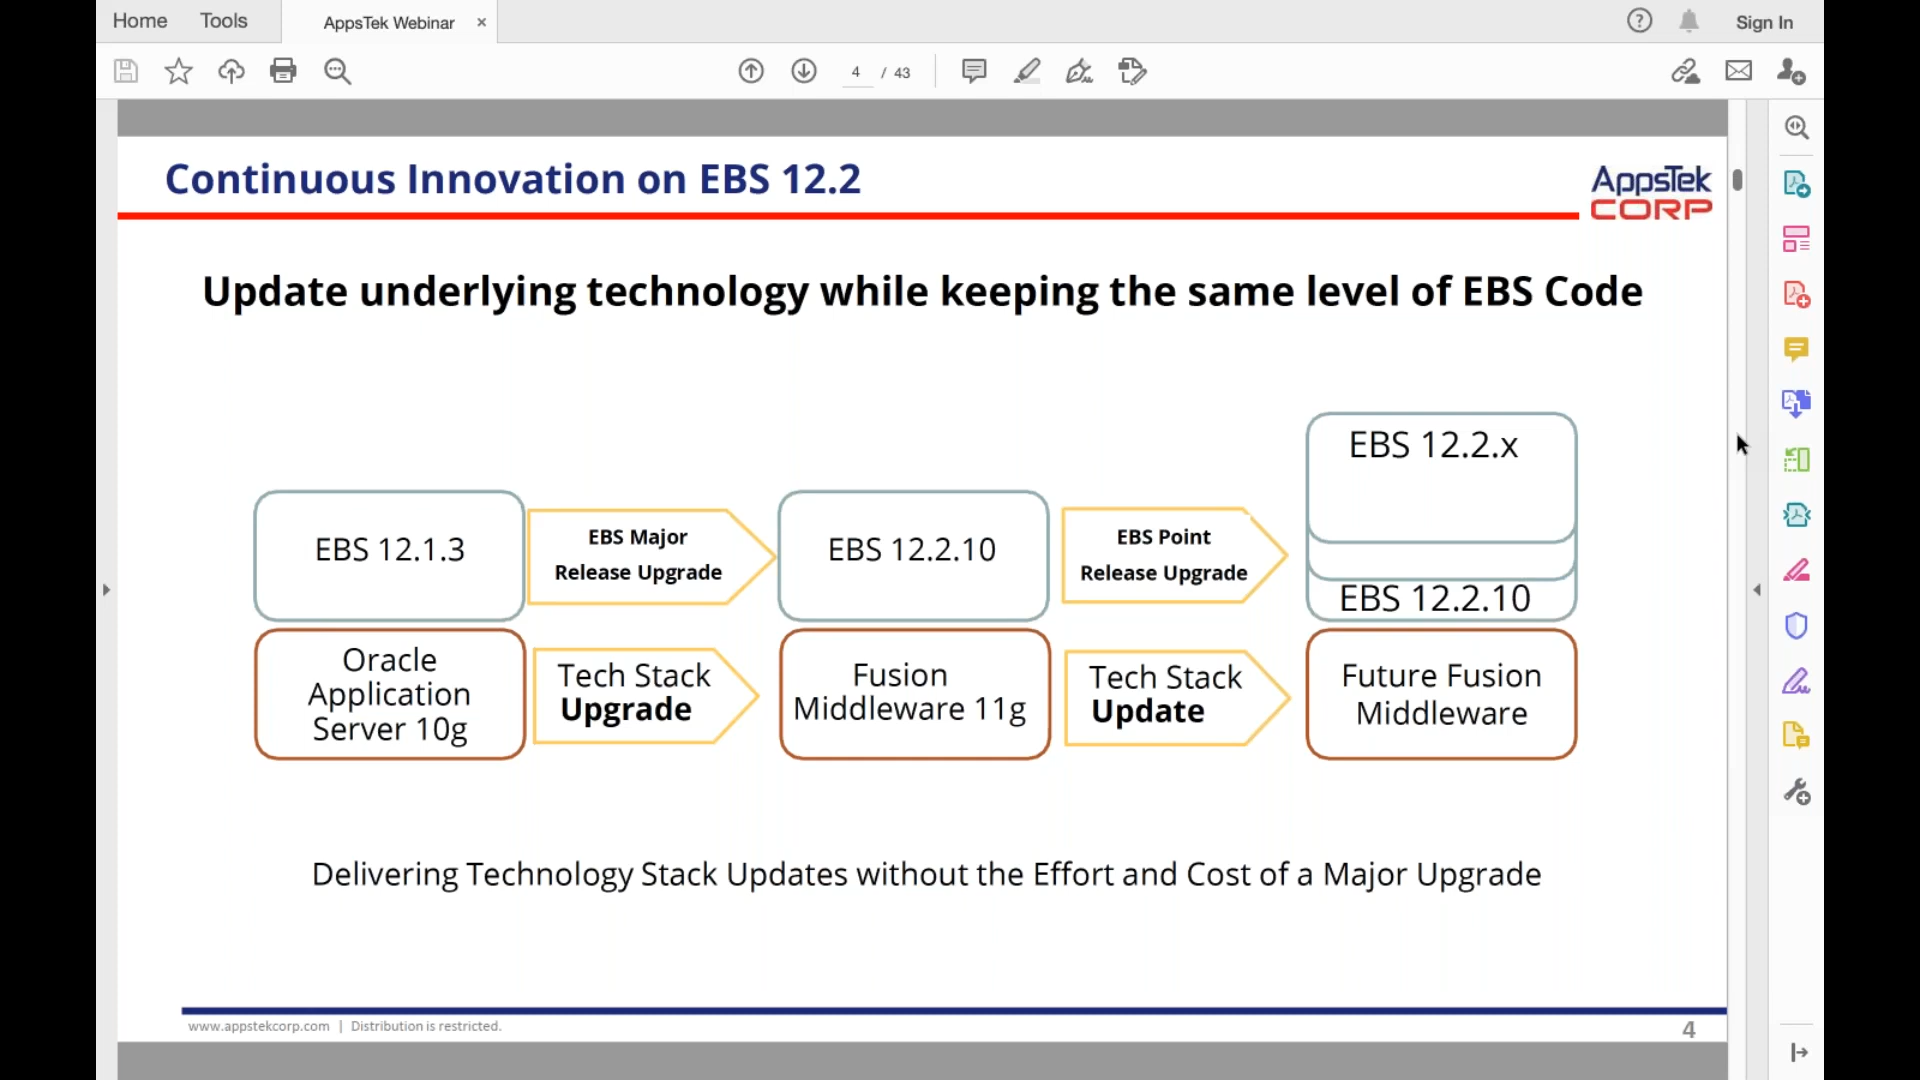 Home Tools AppsTek Webinar × Sign In
4 / 43
Continuous Innovation on EBS 12.2
AppsTek
CORP
Update underlying technology while keeping the same level of EBS Code
EBS 12.1.3
EBS Major
Release Upgrade
EBS 12.2.10
EBS Point
Release Upgrade
EBS 12.2.x
EBS 12.2.10
Oracle
Application
Server 10g
Tech Stack
Upgrade
Fusion
Middleware 11g
Tech Stack
Update
Future Fusion
Middleware
Delivering Technology Stack Updates without the Effort and Cost of a Major Upgrade
www.appstekcorp.com | Distribution is restricted.
4